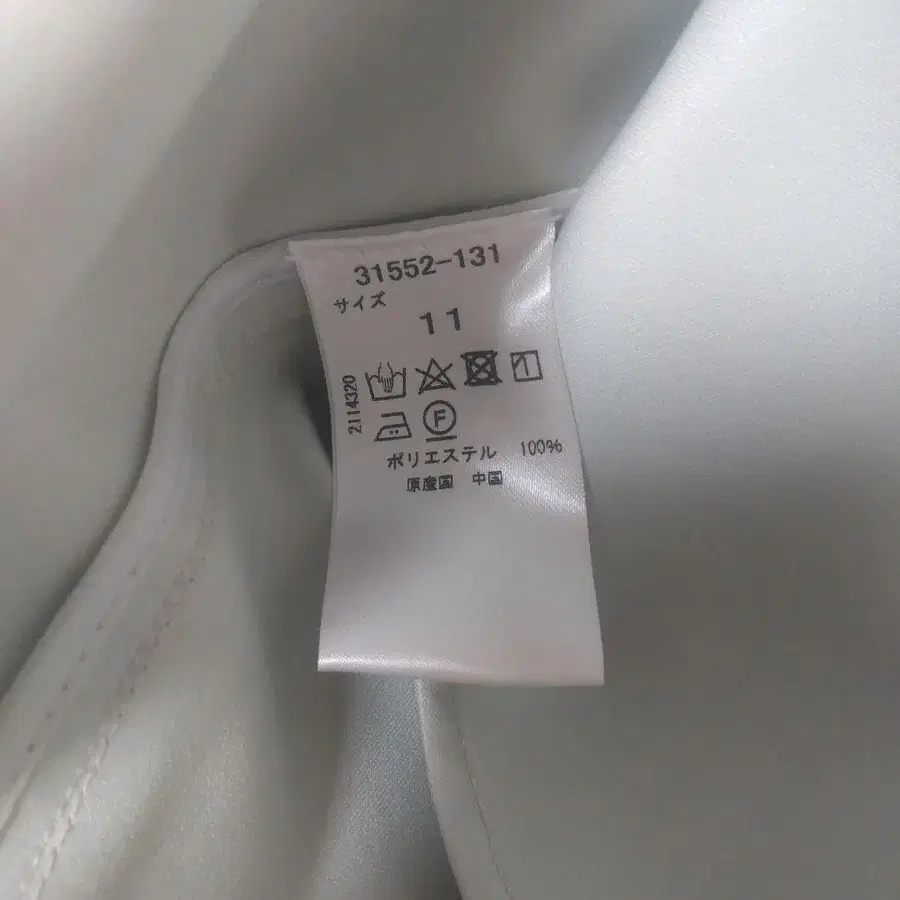 31552-131
サイズ
11
2114320
F
ポリエステル 100%
原産国 中国